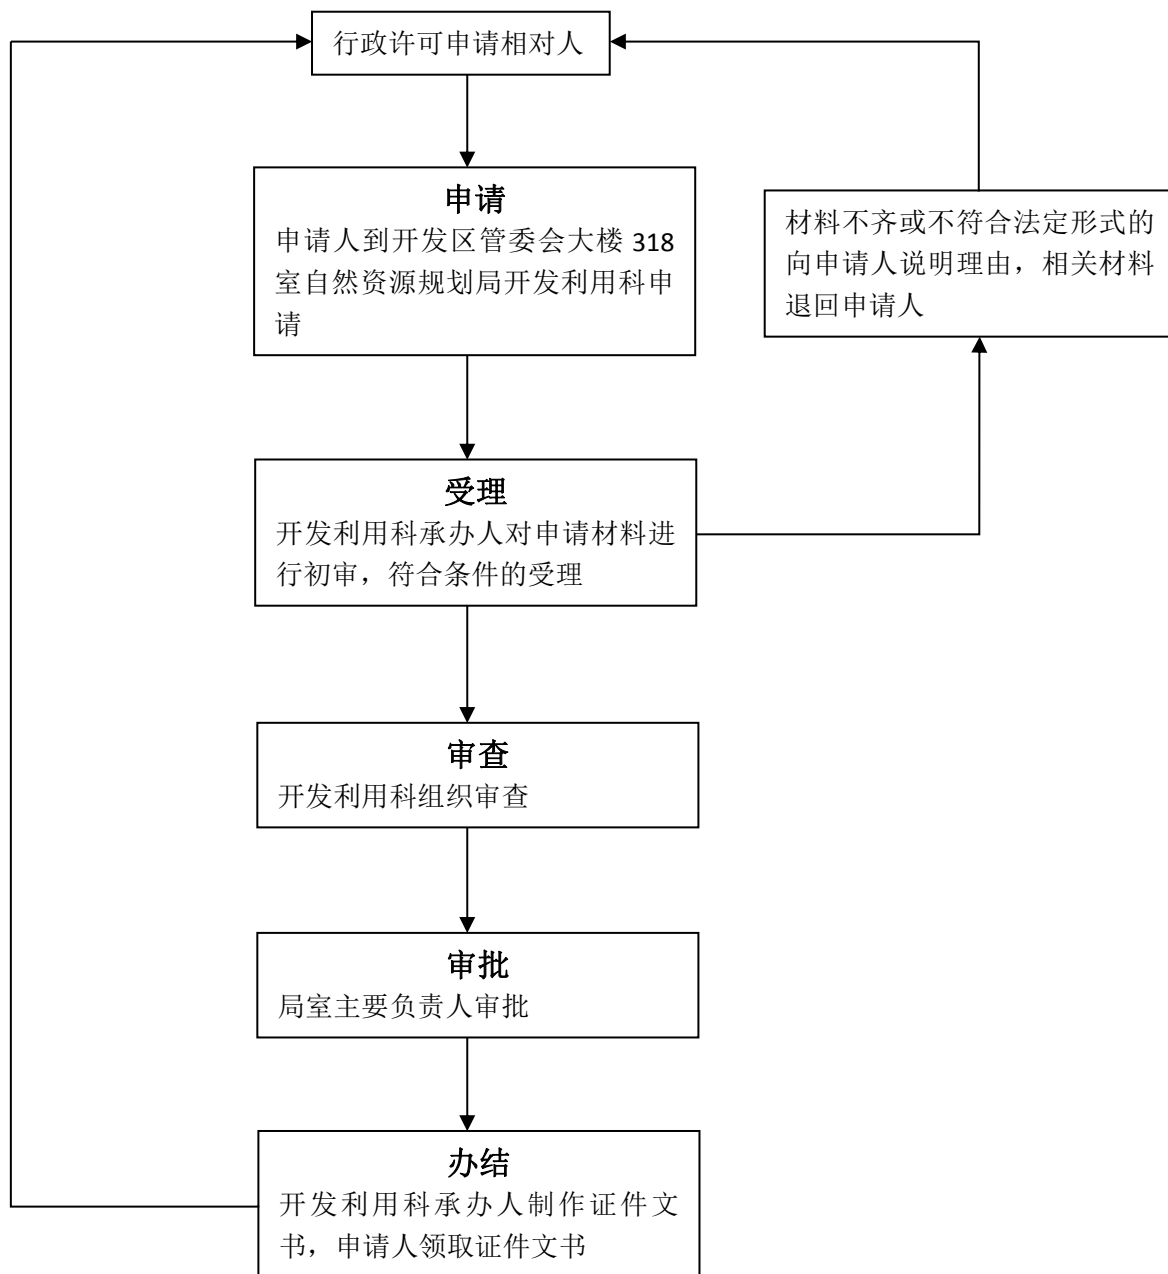 行政许可申请相对人
申请
申请人到开发区管委会大楼 318
室自然资源规划局开发利用科申
请
材料不齐或不符合法定形式的
向申请人说明理由，相关材料
退回申请人
受理
开发利用科承办人对申请材料进
行初审，符合条件的受理
审查
开发利用科组织审查
审批
局室主要负责人审批
办结
开发利用科承办人制作证件文
书，申请人领取证件文书